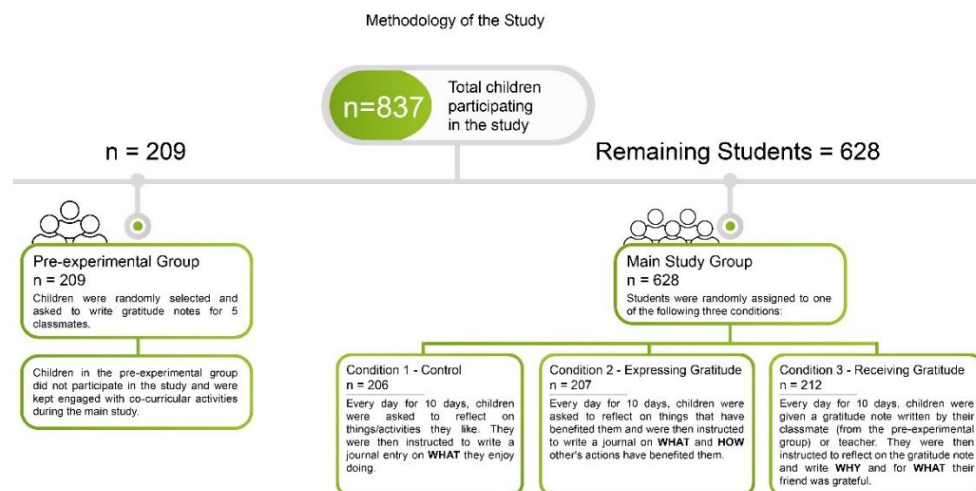 Methodology of the Study
n=837
Total children
participating
in the study
n = 209
Remaining Students = 628
Pre-experimental Group
n = 209
Children were randomly selected and
asked to write gratitude notes for 5
classmates.
Children in the pre-experimental group
did not participate in the study and were
kept engaged with co-curricular activities
during the main study.
Main Study Group
n = 628
Students were randomly assigned to one
of the following three conditions:
Condition 1 - Control
n = 206
Every day for 10 days, children
were asked to reflect on
things/activities they like. They
were then instructed to write a
journal entry on WHAT they enjoy
doing.
Condition 2 - Expressing Gratitude
n = 207
Every day for 10 days, children were
asked to reflect on things that have
benefited them and were then instructed
to write a journal on WHAT and HOW
other's actions have benefited them.
Condition 3 - Receiving Gratitude
n = 212
Every day for 10 days, children were
given a gratitude note written by their
classmate (from the pre-experimental
group) or teacher. They were then
instructed to reflect on the gratitude note
and write WHY and for WHAT their
friend was grateful.